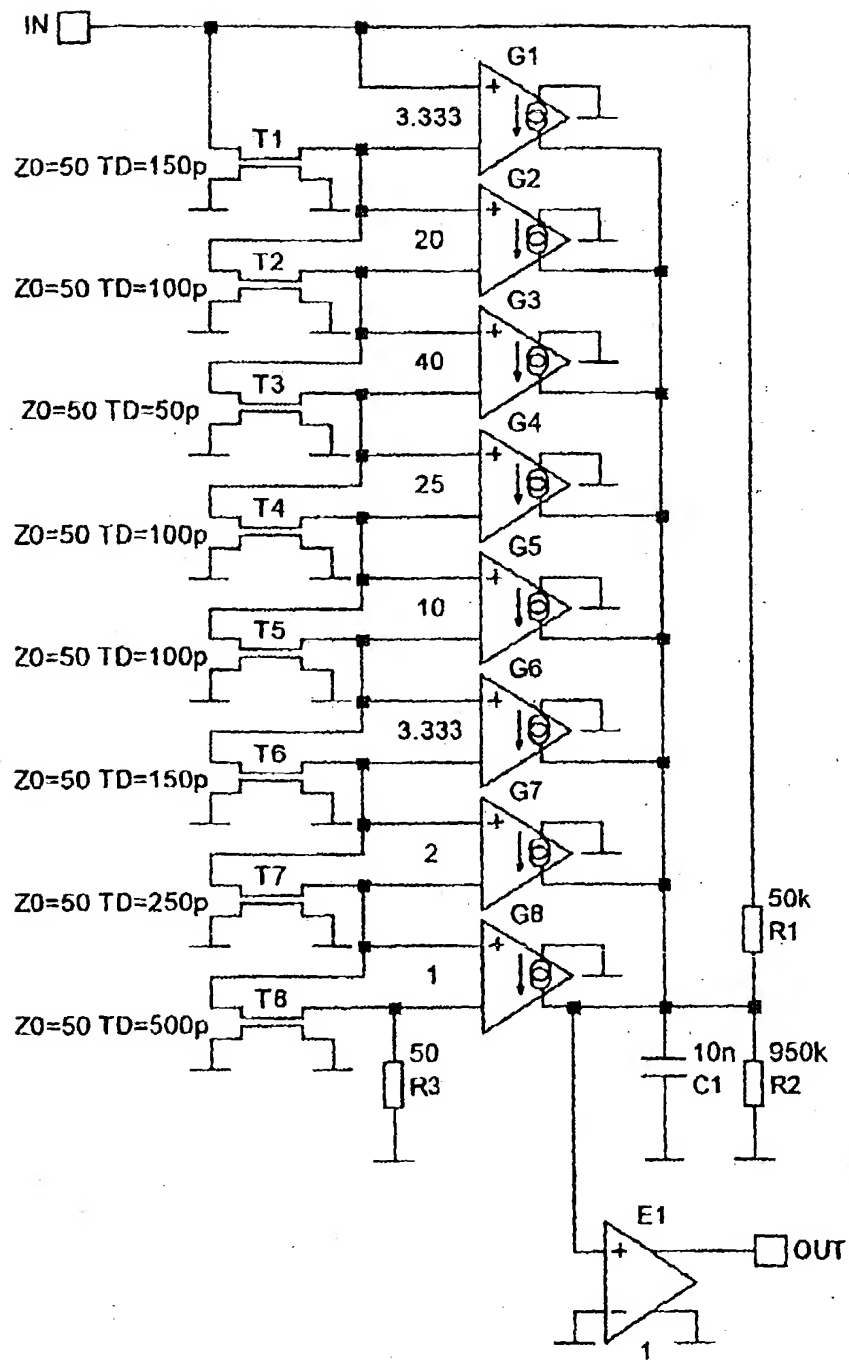 IN
G1
+
3.333
T1
Z0=50 TD=150p
G2
+
20
T2
Z0=50 TD=100p
G3
+
40
T3
Z0=50 TD=50p
G4
+
25
T4
Z0=50 TD=100p
G5
+
10
T5
Z0=50 TD=100p
G6
+
3.333
T6
Z0=50 TD=150p
G7
+
2
T7
Z0=50 TD=250p
G8
+
1
T8
Z0=50 TD=500p
50k
R1
50
R3
10n
C1
950k
R2
E1
+
OUT
1